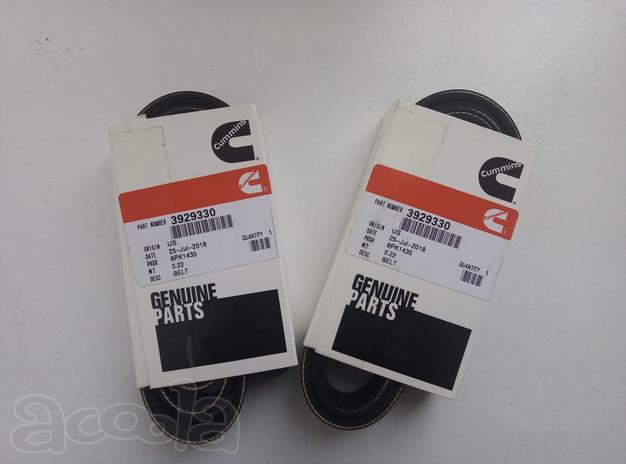 Cummins
PART NUMBER 3929330
ORIGIN US
DATE 25-Jul-2018
PKGR 8PK1435
WT 0.22
DESC BELT
QUANTITY 1
GENUINE
PARTS
Cummins
PART NUMBER 3929330
ORIGIN US
DATE 25-Jul-2018
PKGR 8PK1435
WT 0.22
DESC BELT
QUANTITY 1
GENUINE
PARTS
acoola